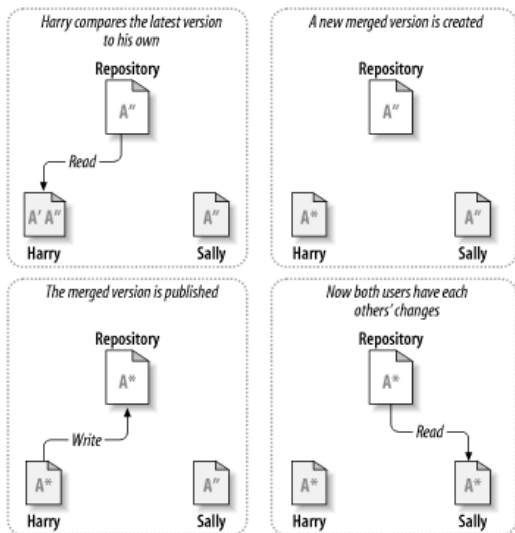 Harry compares the latest version
to his own
Repository
A"
Read
A' A"
A"
Harry
Sally
A new merged version is created
Repository
A"
A*
A"
Harry
Sally
The merged version is published
Repository
A*
Write
A*
A"
Harry
Sally
Now both users have each
others' changes
Repository
A*
Read
A*
A*
Harry
Sally